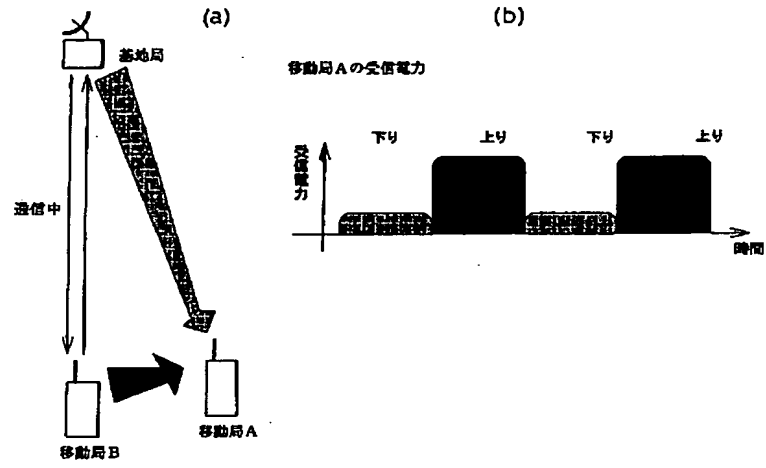 (a)
基地局
通信中
移動局B
移動局A
(b)
移動局Aの受信電力
受信電力
下り
上り
下り
上り
時間